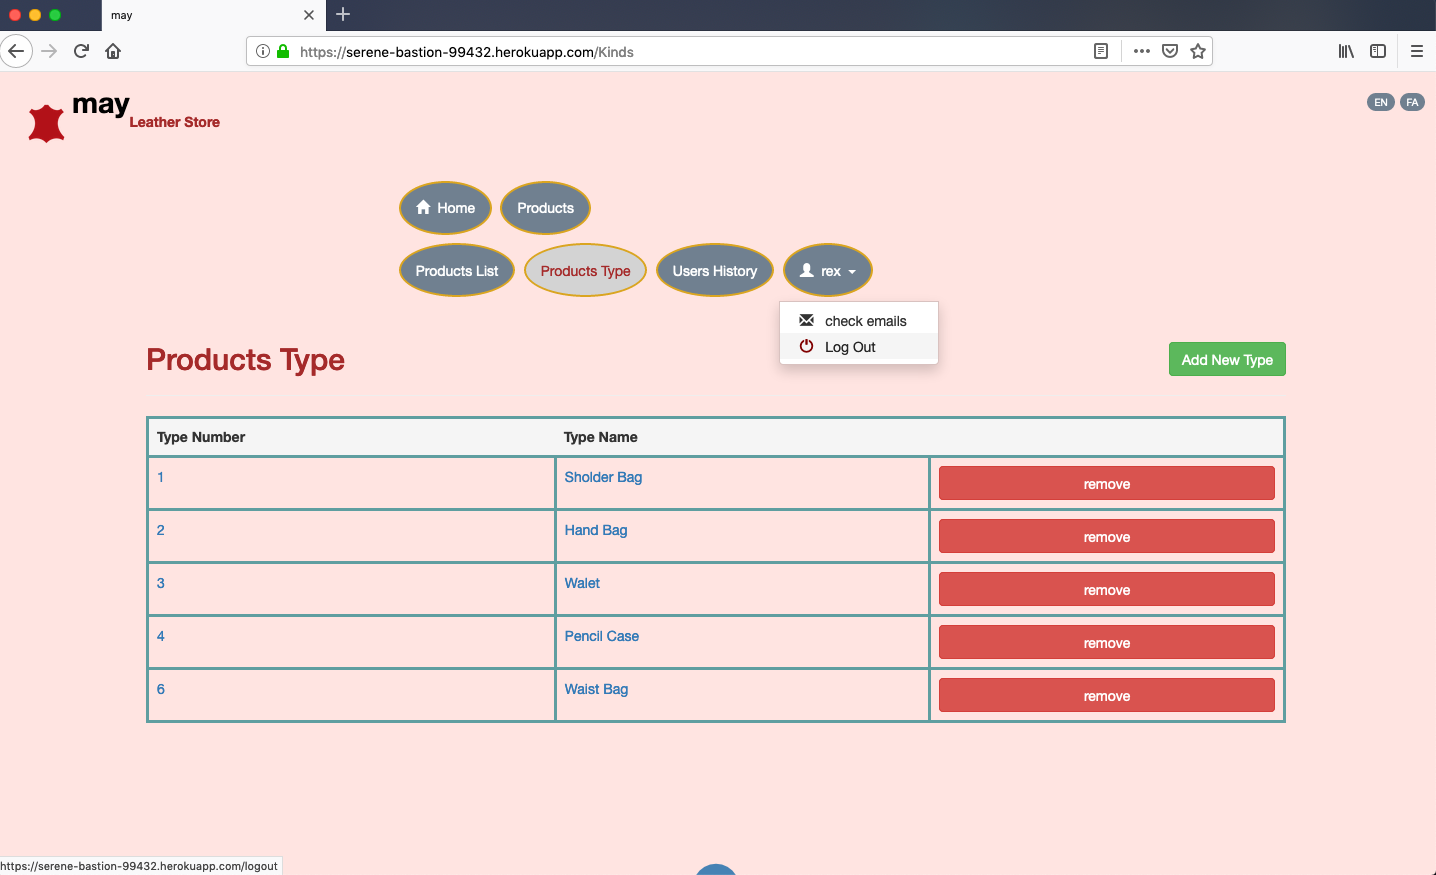 may
https://serene-bastion-99432.herokuapp.com/Kinds
may
Leather Store
EN FA
Home Products
Products List Products Type Users History rex
check emails
Log Out
Products Type
Add New Type
Type Number Type Name
1 Sholder Bag remove
2 Hand Bag remove
3 Walet remove
4 Pencil Case remove
6 Waist Bag remove
https://serene-bastion-99432.herokuapp.com/logout